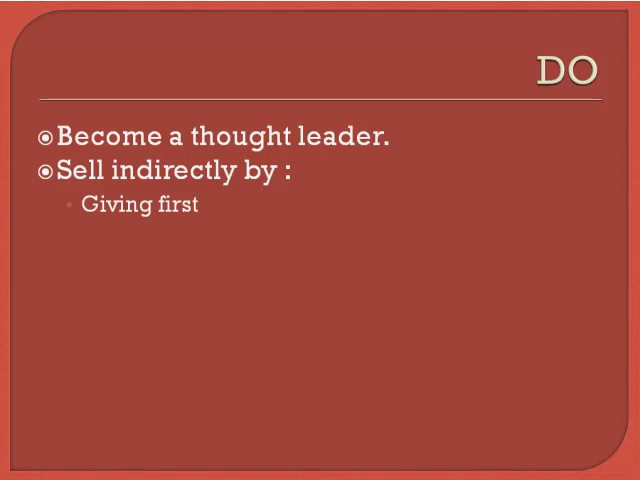 DO
Become a thought leader.
Sell indirectly by :
Giving first